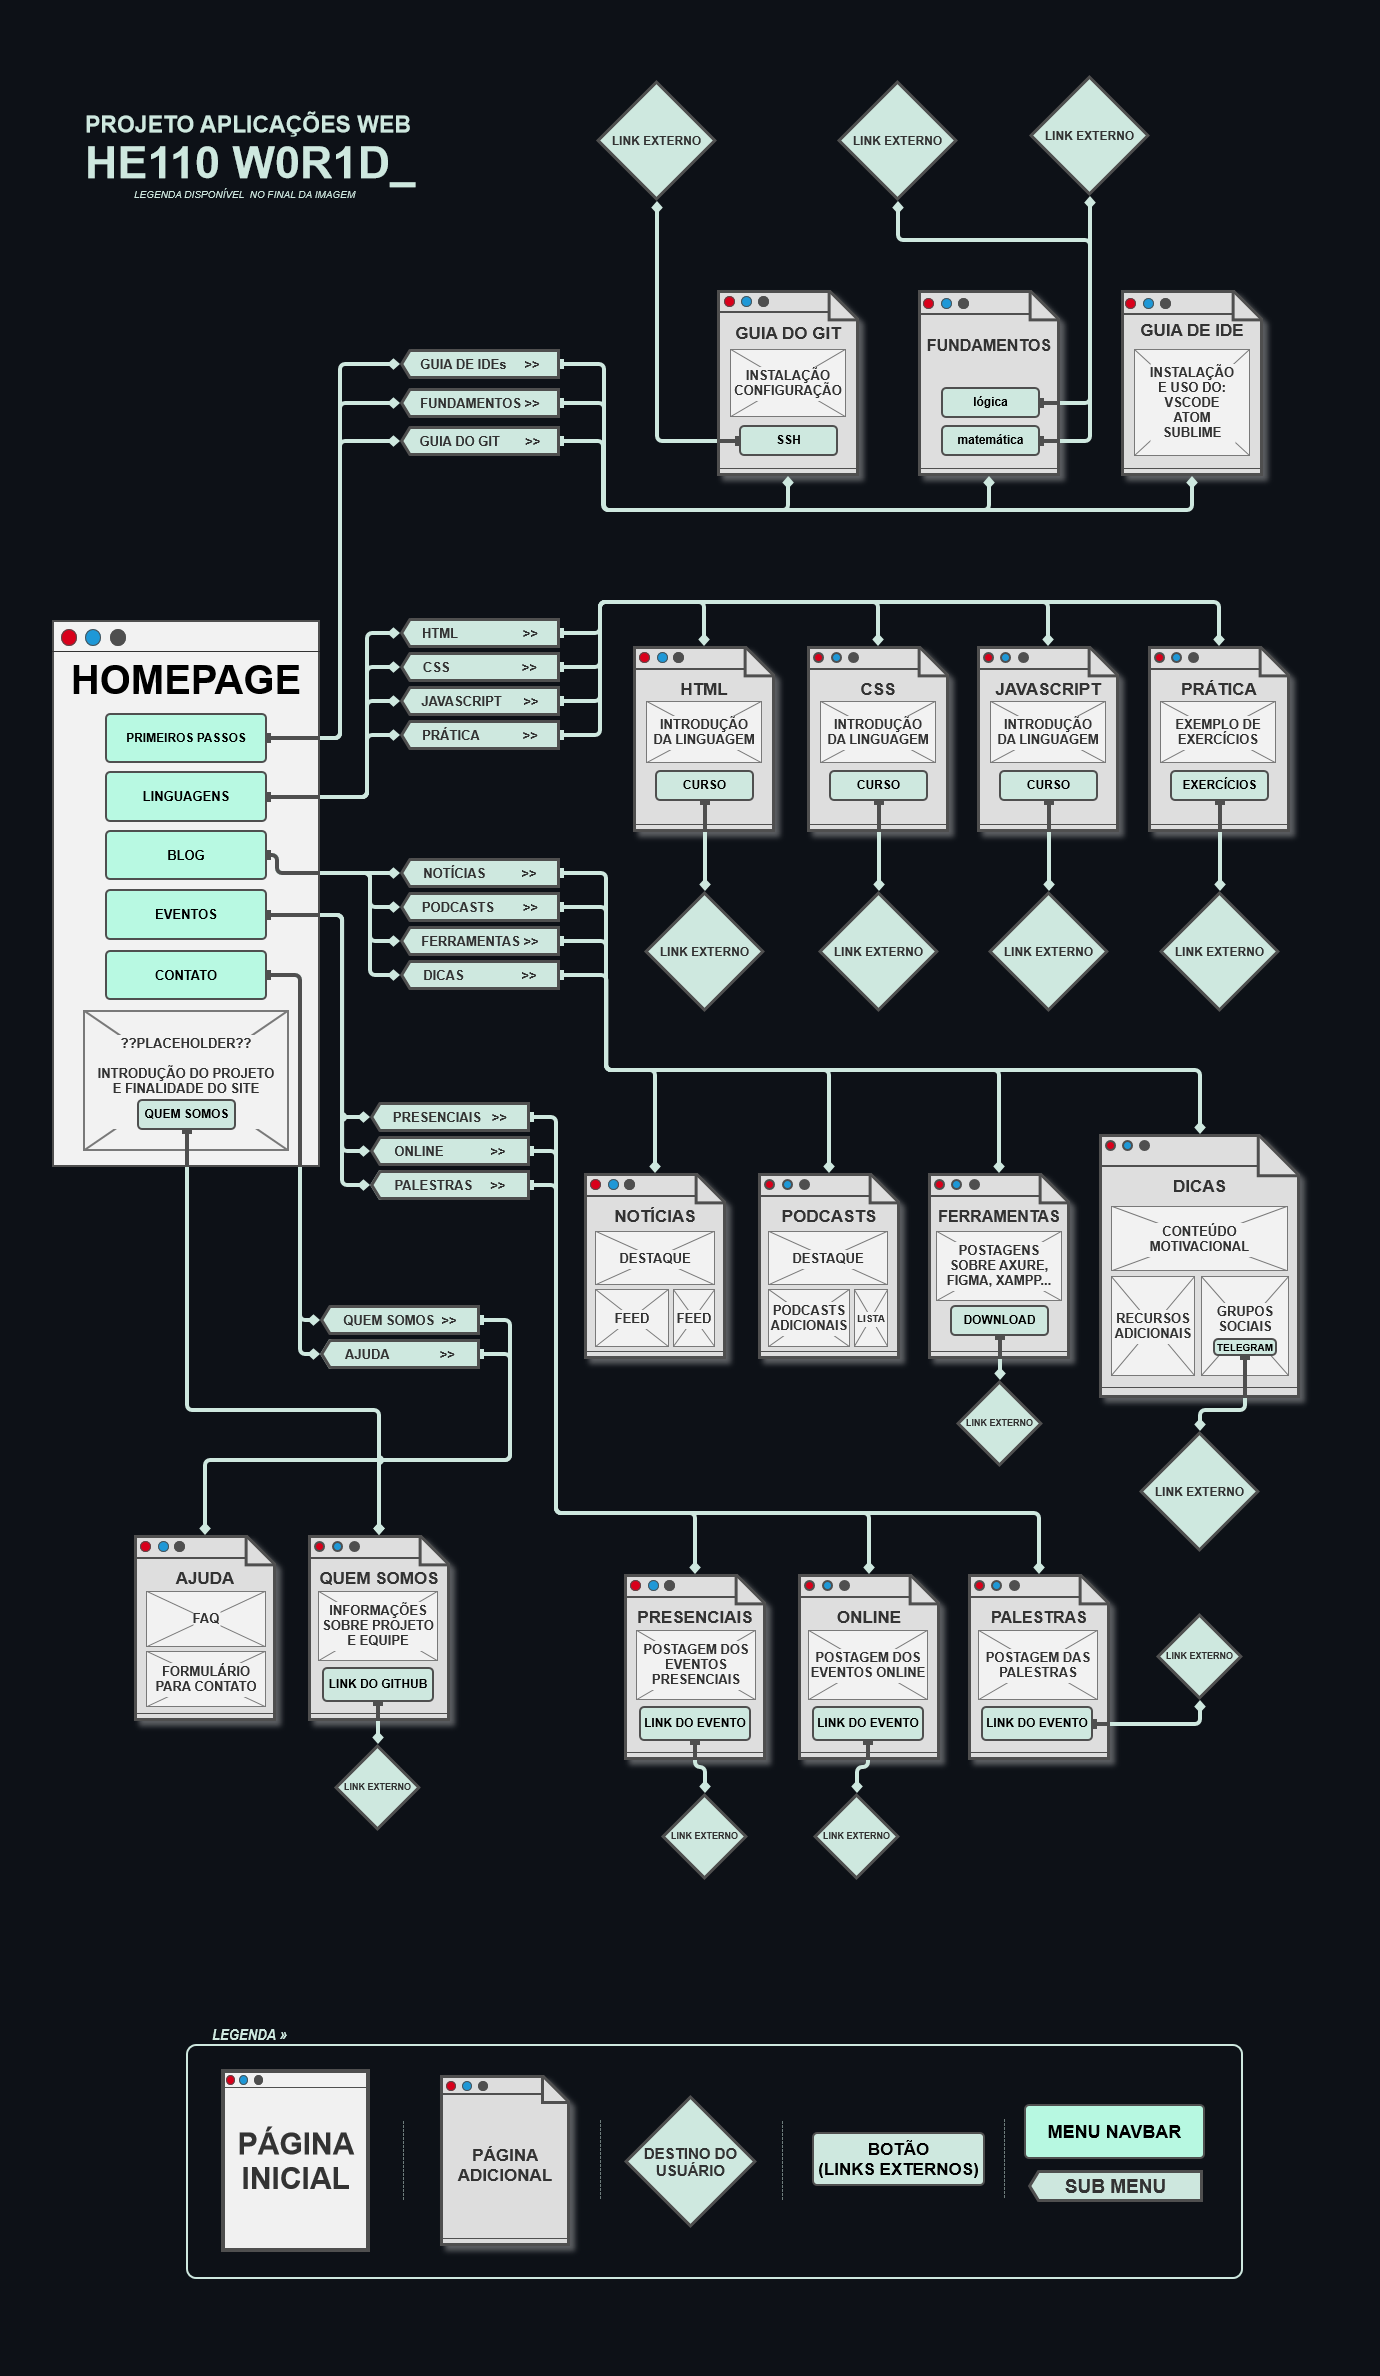 PROJETO APLICAÇÕES WEB
HE110 W0R1D_
LEGENDA DISPONÍVEL NO FINAL DA IMAGEM
LINK EXTERNO
LINK EXTERNO
LINK EXTERNO
GUIA DE IDEs >>
FUNDAMENTOS >>
GUIA DO GIT >>
GUIA DO GIT
INSTALAÇÃO
CONFIGURAÇÃO
SSH
FUNDAMENTOS
lógica
matemática
GUIA DE IDE
INSTALAÇÃO
E USO DO:
VSCODE
ATOM
SUBLIME
HOMEPAGE
PRIMEIROS PASSOS
LINGUAGENS
BLOG
EVENTOS
CONTATO
??PLACEHOLDER??
INTRODUÇÃO DO PROJETO
E FINALIDADE DO SITE
QUEM SOMOS
HTML >>
CSS >>
JAVASCRIPT >>
PRÁTICA >>
HTML
INTRODUÇÃO
DA LINGUAGEM
CURSO
CSS
INTRODUÇÃO
DA LINGUAGEM
CURSO
JAVASCRIPT
INTRODUÇÃO
DA LINGUAGEM
CURSO
PRÁTICA
EXEMPLO DE
EXERCÍCIOS
EXERCÍCIOS
LINK EXTERNO
LINK EXTERNO
LINK EXTERNO
LINK EXTERNO
NOTÍCIAS >>
PODCASTS >>
FERRAMENTAS >>
DICAS >>
PRESENCIAIS >>
ONLINE >>
PALESTRAS >>
NOTÍCIAS
DESTAQUE
FEED
FEED
PODCASTS
DESTAQUE
PODCASTS
ADICIONAIS
LISTA
FERRAMENTAS
POSTAGENS
SOBRE AXURE,
FIGMA, XAMPP...
DOWNLOAD
LINK EXTERNO
DICAS
CONTEÚDO
MOTIVACIONAL
RECURSOS
ADICIONAIS
GRUPOS
SOCIAIS
TELEGRAM
LINK EXTERNO
QUEM SOMOS >>
AJUDA >>
AJUDA
FAQ
FORMULÁRIO
PARA CONTATO
QUEM SOMOS
INFORMAÇÕES
SOBRE PROJETO
E EQUIPE
LINK DO GITHUB
LINK EXTERNO
PRESENCIAIS
POSTAGEM DOS
EVENTOS
PRESENCIAIS
LINK DO EVENTO
LINK EXTERNO
ONLINE
POSTAGEM DOS
EVENTOS ONLINE
LINK DO EVENTO
LINK EXTERNO
PALESTRAS
POSTAGEM DAS
PALESTRAS
LINK DO EVENTO
LINK EXTERNO
LEGENDA »
PÁGINA
INICIAL
PÁGINA
ADICIONAL
DESTINO DO
USUÁRIO
BOTÃO
(LINKS EXTERNOS)
MENU NAVBAR
SUB MENU